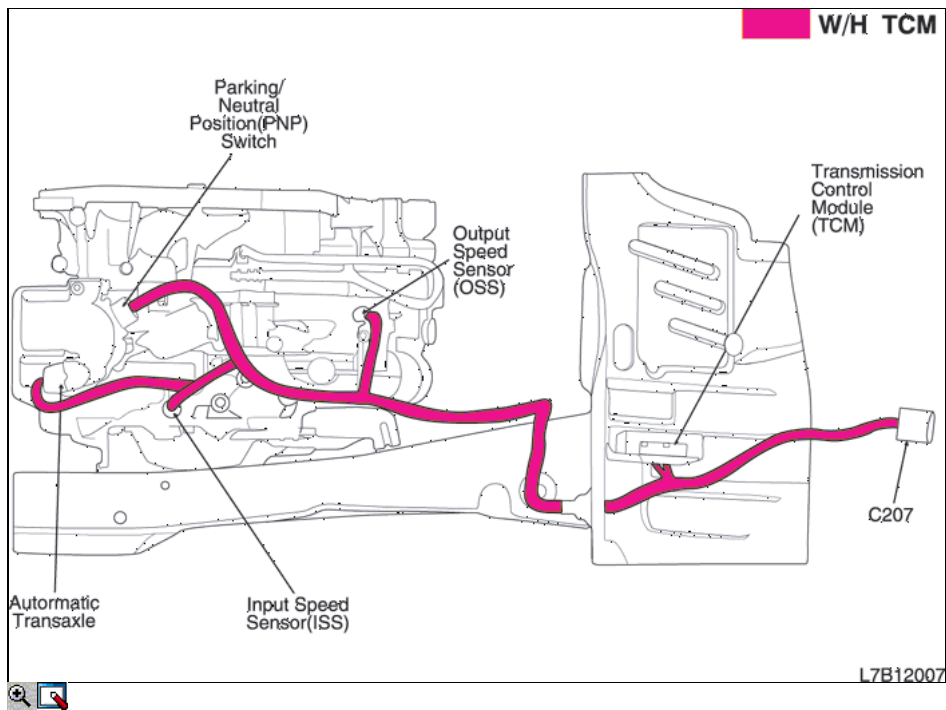 W/H TCM
Parking/
Neutral
Position(PNP)
Switch
Transmission
Control
Module
(TCM)
Output
Speed
Sensor
(OSS)
C207
Autormatic
Transaxle
Input Speed
Sensor(ISS)
L7B12007